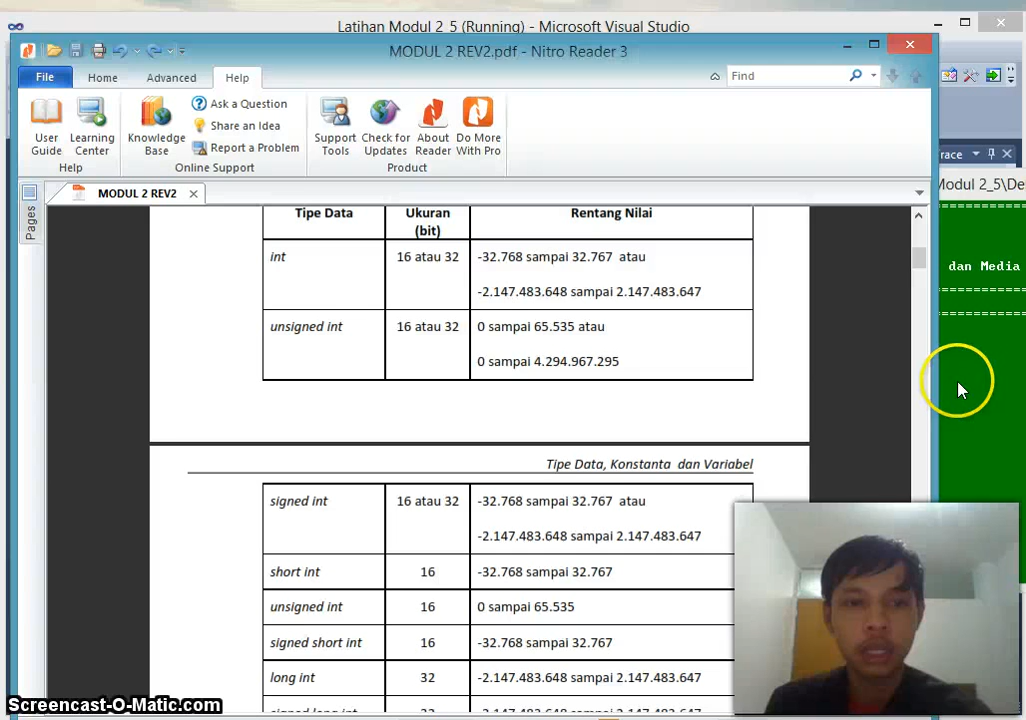 Latihan Modul 2_5 (Running) - Microsoft Visual Studio
MODUL 2 REV2.pdf - Nitro Reader 3
File Home Advanced Help Find
User Guide
Learning Center
Help
Knowledge Base
Ask a Question
Share an Idea
Report a Problem
Online Support
Support Tools
Check for Updates
About Reader
Do More With Pro
Product
MODUL 2 REV2
Pages
Tipe Data Ukuran (bit) Rentang Nilai
int 16 atau 32 -32.768 sampai 32.767 atau
-2.147.483.648 sampai 2.147.483.647
unsigned int 16 atau 32 0 sampai 65.535 atau
0 sampai 4.294.967.295
Tipe Data, Konstanta dan Variabel
signed int 16 atau 32 -32.768 sampai 32.767 atau
-2.147.483.648 sampai 2.147.483.647
short int 16 -32.768 sampai 32.767
unsigned int 16 0 sampai 65.535
signed short int 16 -32.768 sampai 32.767
long int 32 -2.147.483.648 sampai 2.147.483.647
Modul 2_5\De
dan Media
Screencast-O-Matic.com